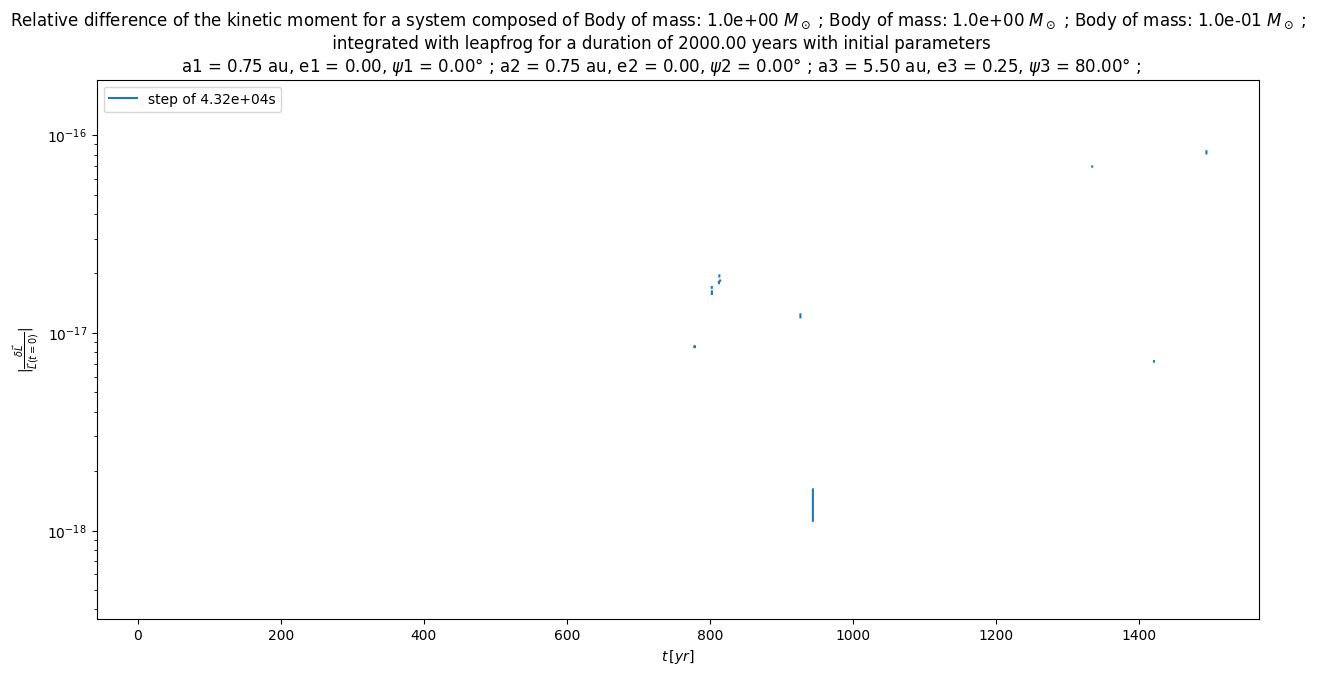 Relative difference of the kinetic moment for a system composed of Body of mass: 1.0e+00 $M_\odot$ ; Body of mass: 1.0e+00 $M_\odot$ ; Body of mass: 1.0e-01 $M_\odot$ ;
integrated with leapfrog for a duration of 2000.00 years with initial parameters
a1 = 0.75 au, e1 = 0.00, ψ1 = 0.00° ; a2 = 0.75 au, e2 = 0.00, ψ2 = 0.00° ; a3 = 5.50 au, e3 = 0.25, ψ3 = 80.00° ;
step of 4.32e+04s
$10^{-16}$
$10^{-17}$
$10^{-18}$
$|\frac{\delta \vec{L}}{\vec{L}(t=0)}|$
0 200 400 600 800 1000 1200 1400
t [yr]